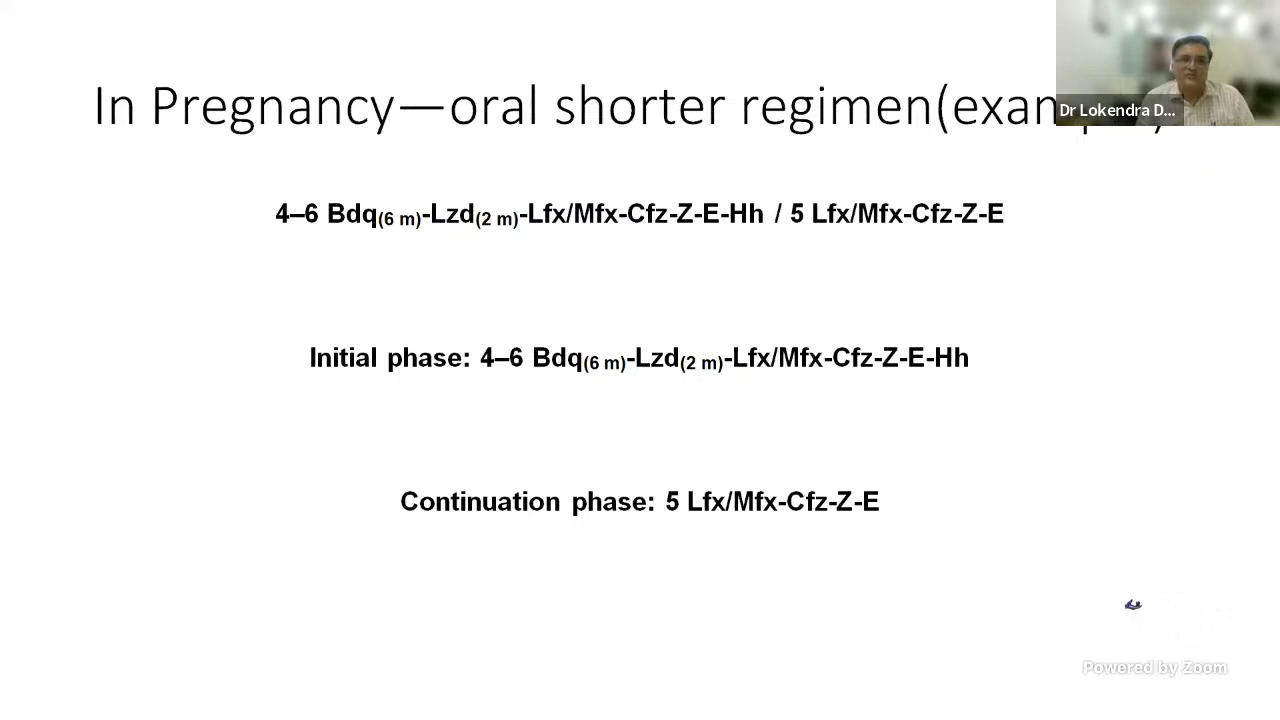 In Pregnancy—oral shorter regimen(exam
Dr Lokendra D...
4–6 Bdq(6 m)-Lzd(2 m)-Lfx/Mfx-Cfz-Z-E-Hh / 5 Lfx/Mfx-Cfz-Z-E
Initial phase: 4–6 Bdq(6 m)-Lzd(2 m)-Lfx/Mfx-Cfz-Z-E-Hh
Continuation phase: 5 Lfx/Mfx-Cfz-Z-E
Powered by Zoom